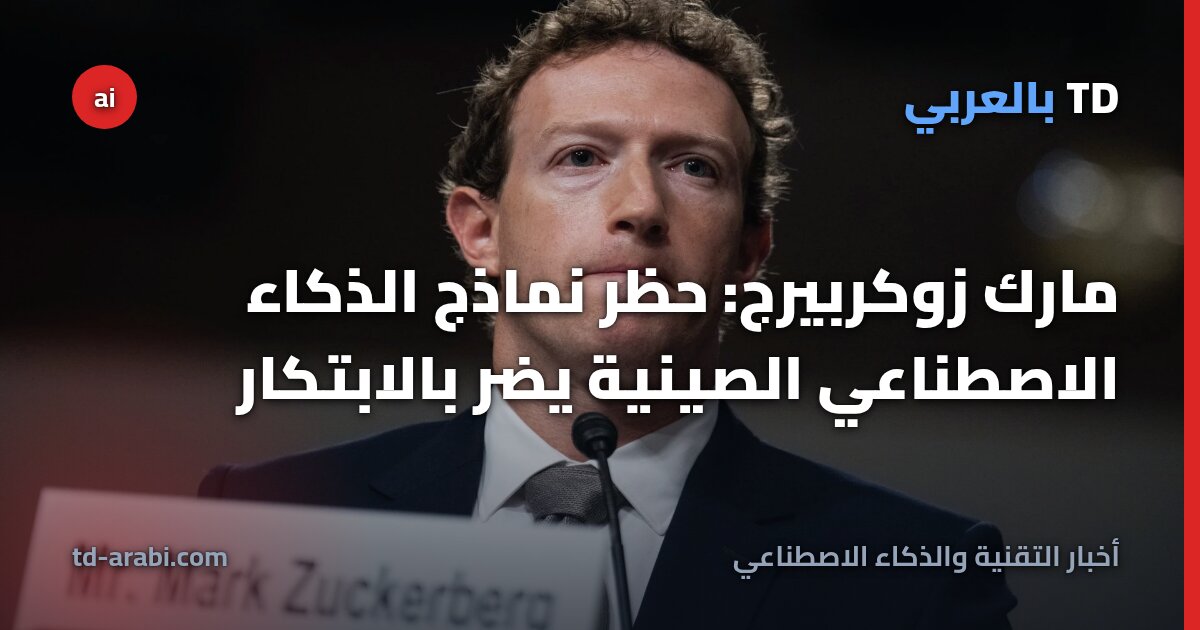 ai
TD بالعربي
مارك زوكربيرج: حظر نماذج الذكاء
الاصطناعي الصينية يضر بالابتكار
Mr. Mark Zuckerberg
td-arabi.com
أخبار التقنية والذكاء الاصطناعي